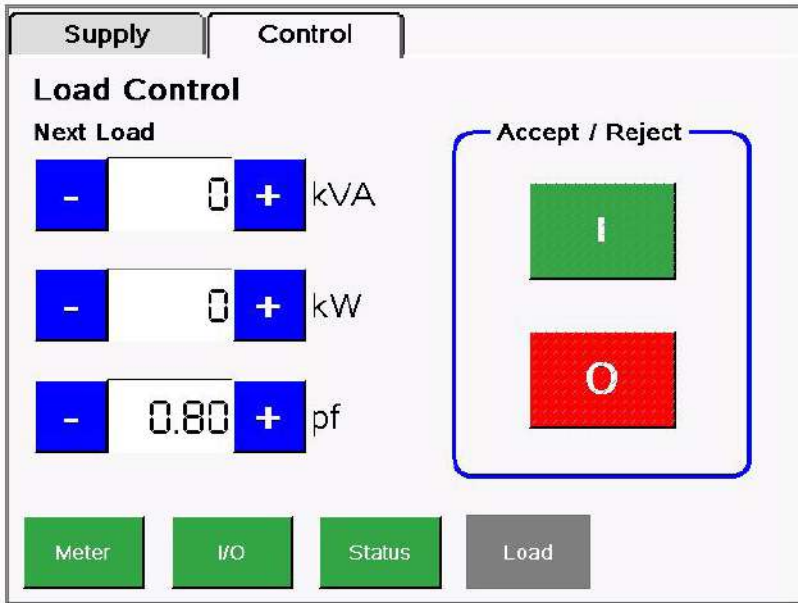 Supply Control
Load Control
Next Load
Accept / Reject
- 0 + kVA
I
- 0 + kW
O
- 0.80 + pf
Meter I/O Status Load